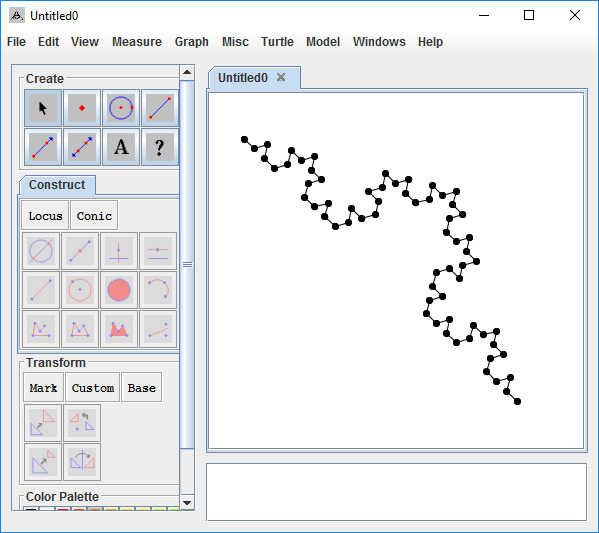 Untitled0
File Edit View Measure Graph Misc Turtle Model Windows Help
Create
A ?
Construct
Locus Conic
Transform
Mark Custom Base
Color Palette
Untitled0